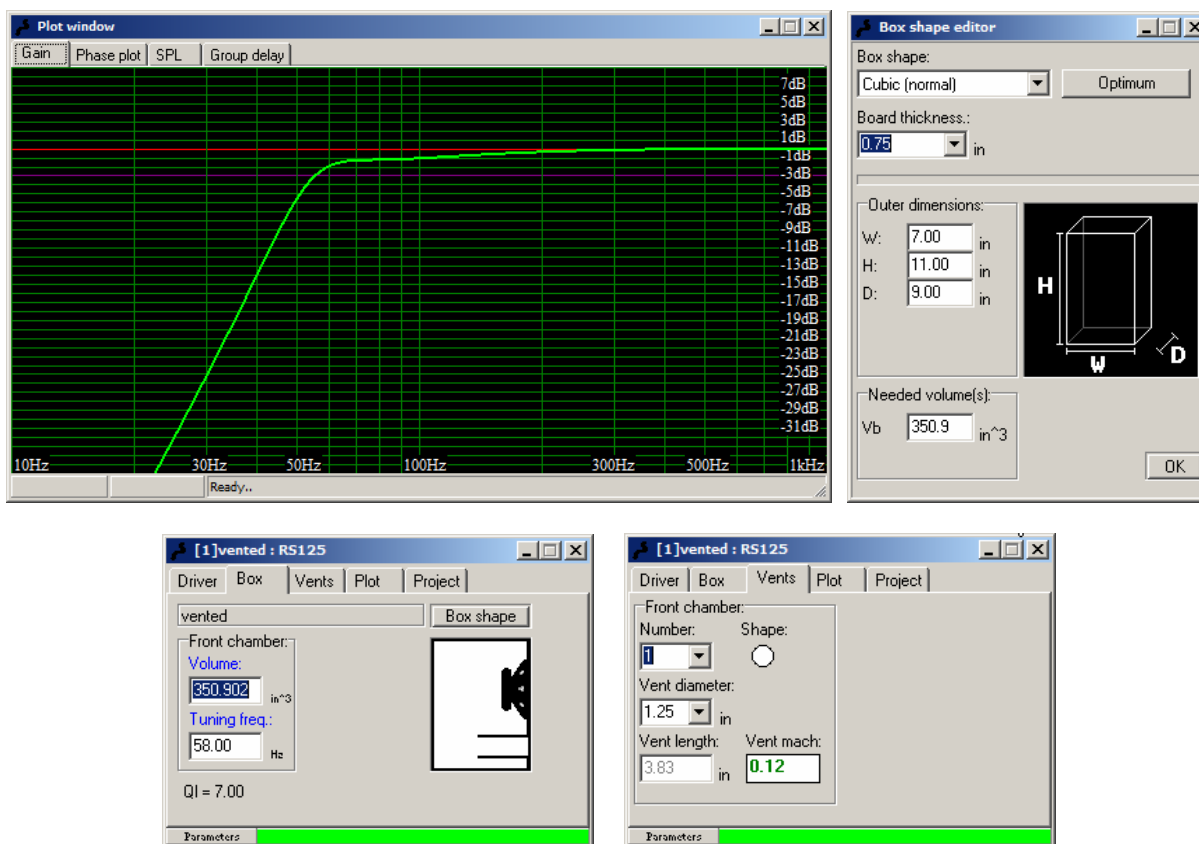 Plot window
Gain Phase plot SPL Group delay
7dB
5dB
3dB
1dB
-1dB
-3dB
-5dB
-7dB
-9dB
-11dB
-13dB
-15dB
-17dB
-19dB
-21dB
-23dB
-25dB
-27dB
-29dB
-31dB
10Hz 30Hz 50Hz 100Hz 300Hz 500Hz 1kHz
Ready..
Box shape editor
Box shape:
Cubic (normal) Optimum
Board thickness.:
0.75 in
Outer dimensions:
W: 7.00 in
H: 11.00 in
D: 9.00 in
H
W
D
Needed volume(s):
Vb 350.9 in^3
OK
[1]vented : RS125
Driver Box Vents Plot Project
vented Box shape
Front chamber:
Volume:
350.902 in^3
Tuning freq.:
58.00 Hz
Ql = 7.00
Parameters
[1]vented : RS125
Driver Box Vents Plot Project
Front chamber:
Number: Shape:
1
Vent diameter:
1.25 in
Vent length: Vent mach:
3.83 in 0.12
Parameters